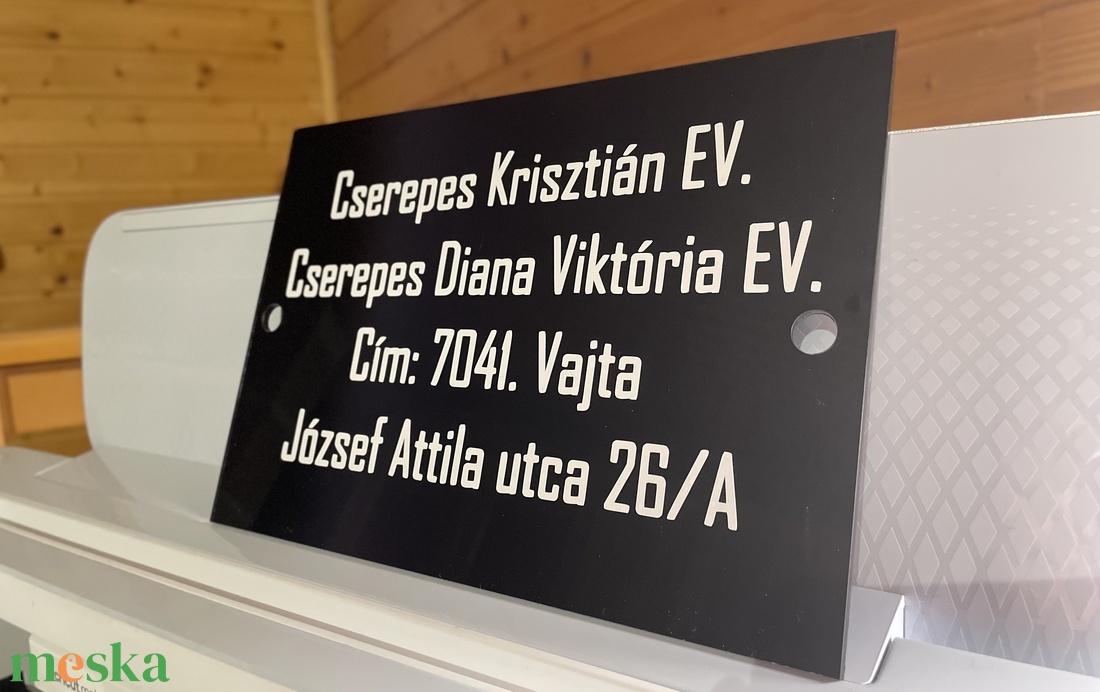 Cserepes Krisztián EV.
Cserepes Diana Viktória EV.
Cím: 7041. Vajta
József Attila utca 26/A
meska